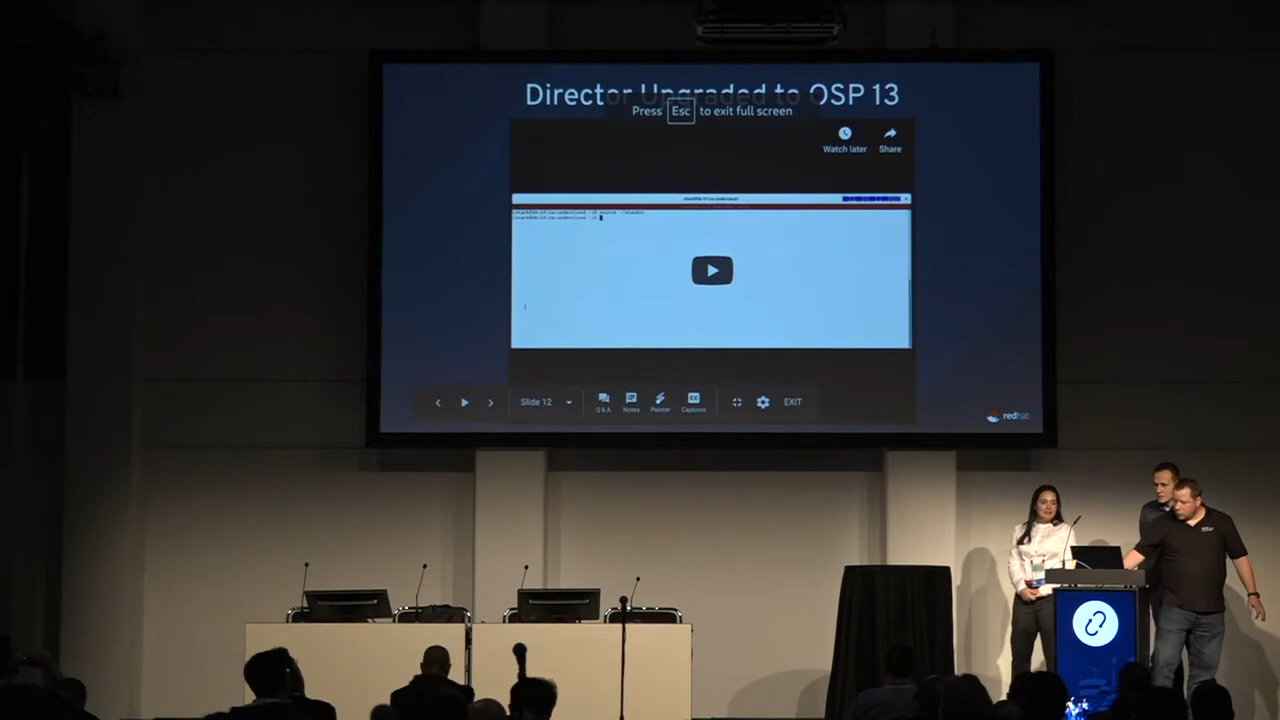 Director Upgraded to OSP 13
Press Esc to exit full screen
Watch later
Share
Slide 12
Q & A
Notes
Pointer
Captions
EXIT
redhat